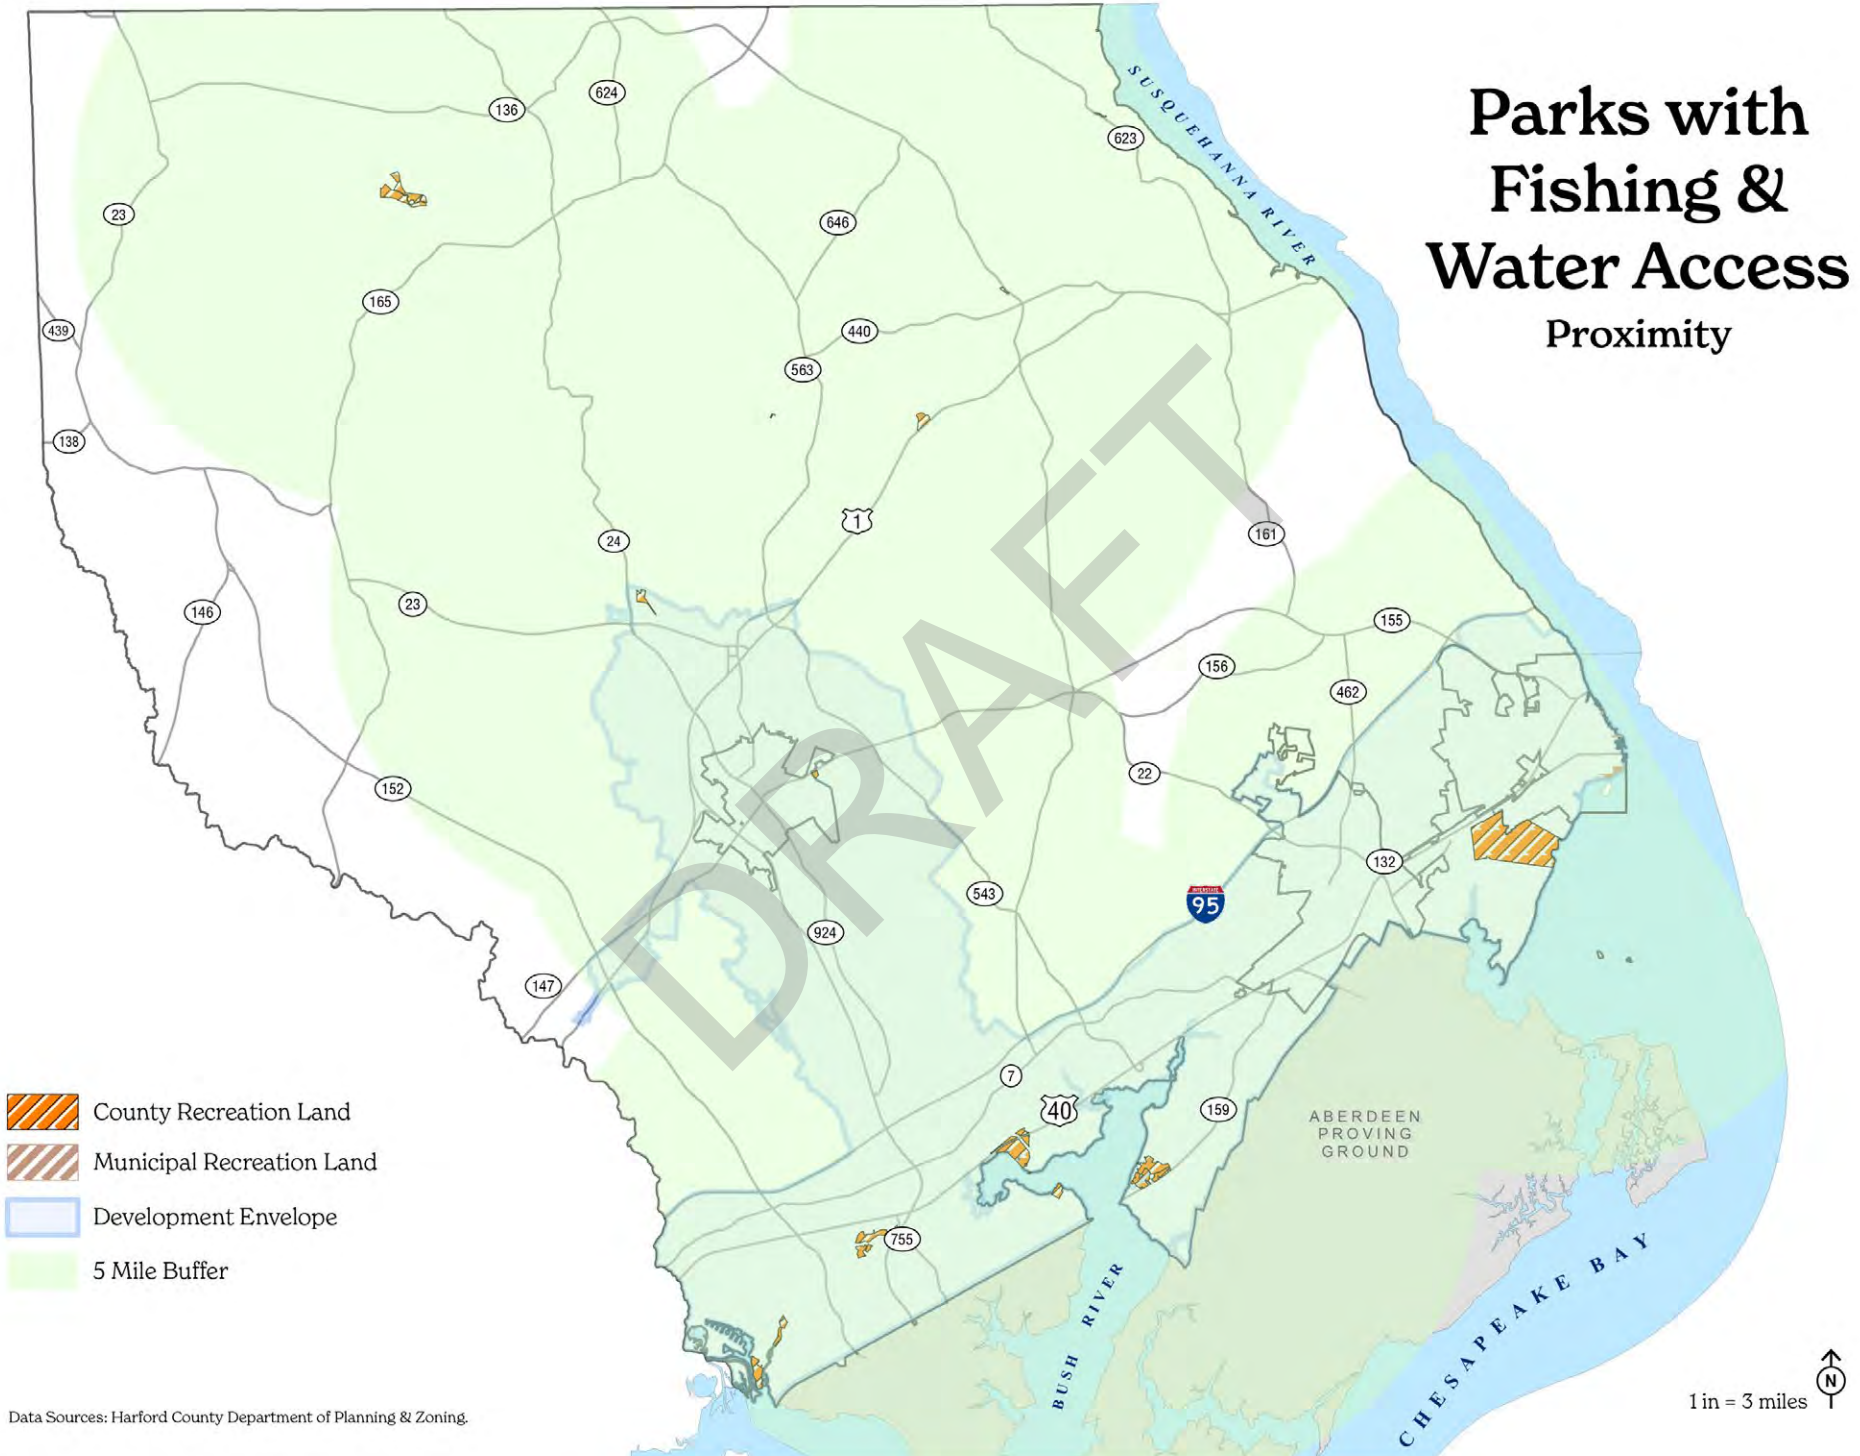 Parks with
Fishing &
Water Access
Proximity
SUSQUEHANNA RIVER
136
624
623
23
646
165
439
440
563
138
1
24
161
23
146
155
156
462
22
152
132
543
INTERSTATE
95
924
147
7
40
159
ABERDEEN
PROVING
GROUND
755
BUSH RIVER
CHESAPEAKE BAY
DRAFT
County Recreation Land
Municipal Recreation Land
Development Envelope
5 Mile Buffer
Data Sources: Harford County Department of Planning & Zoning.
1 in = 3 miles
N